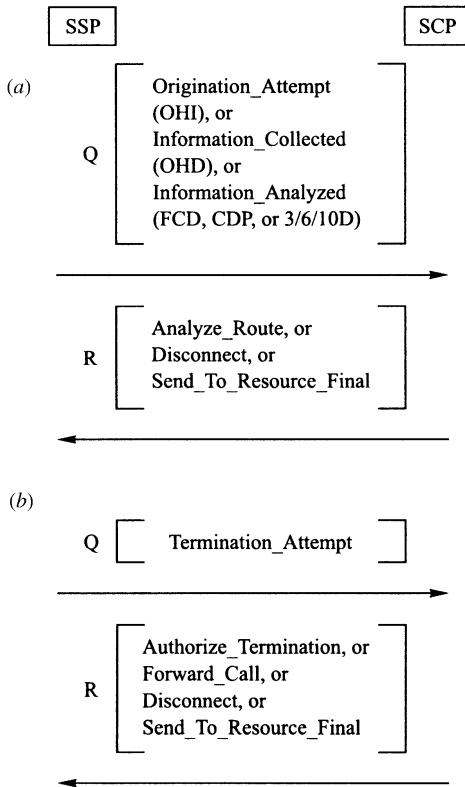 SSP
SCP
(a)
Q
Origination_Attempt
(OHI), or
Information_Collected
(OHD), or
Information_Analyzed
(FCD, CDP, or 3/6/10D)
R
Analyze_Route, or
Disconnect, or
Send_To_Resource_Final
(b)
Q
Termination_Attempt
R
Authorize_Termination, or
Forward_Call, or
Disconnect, or
Send_To_Resource_Final